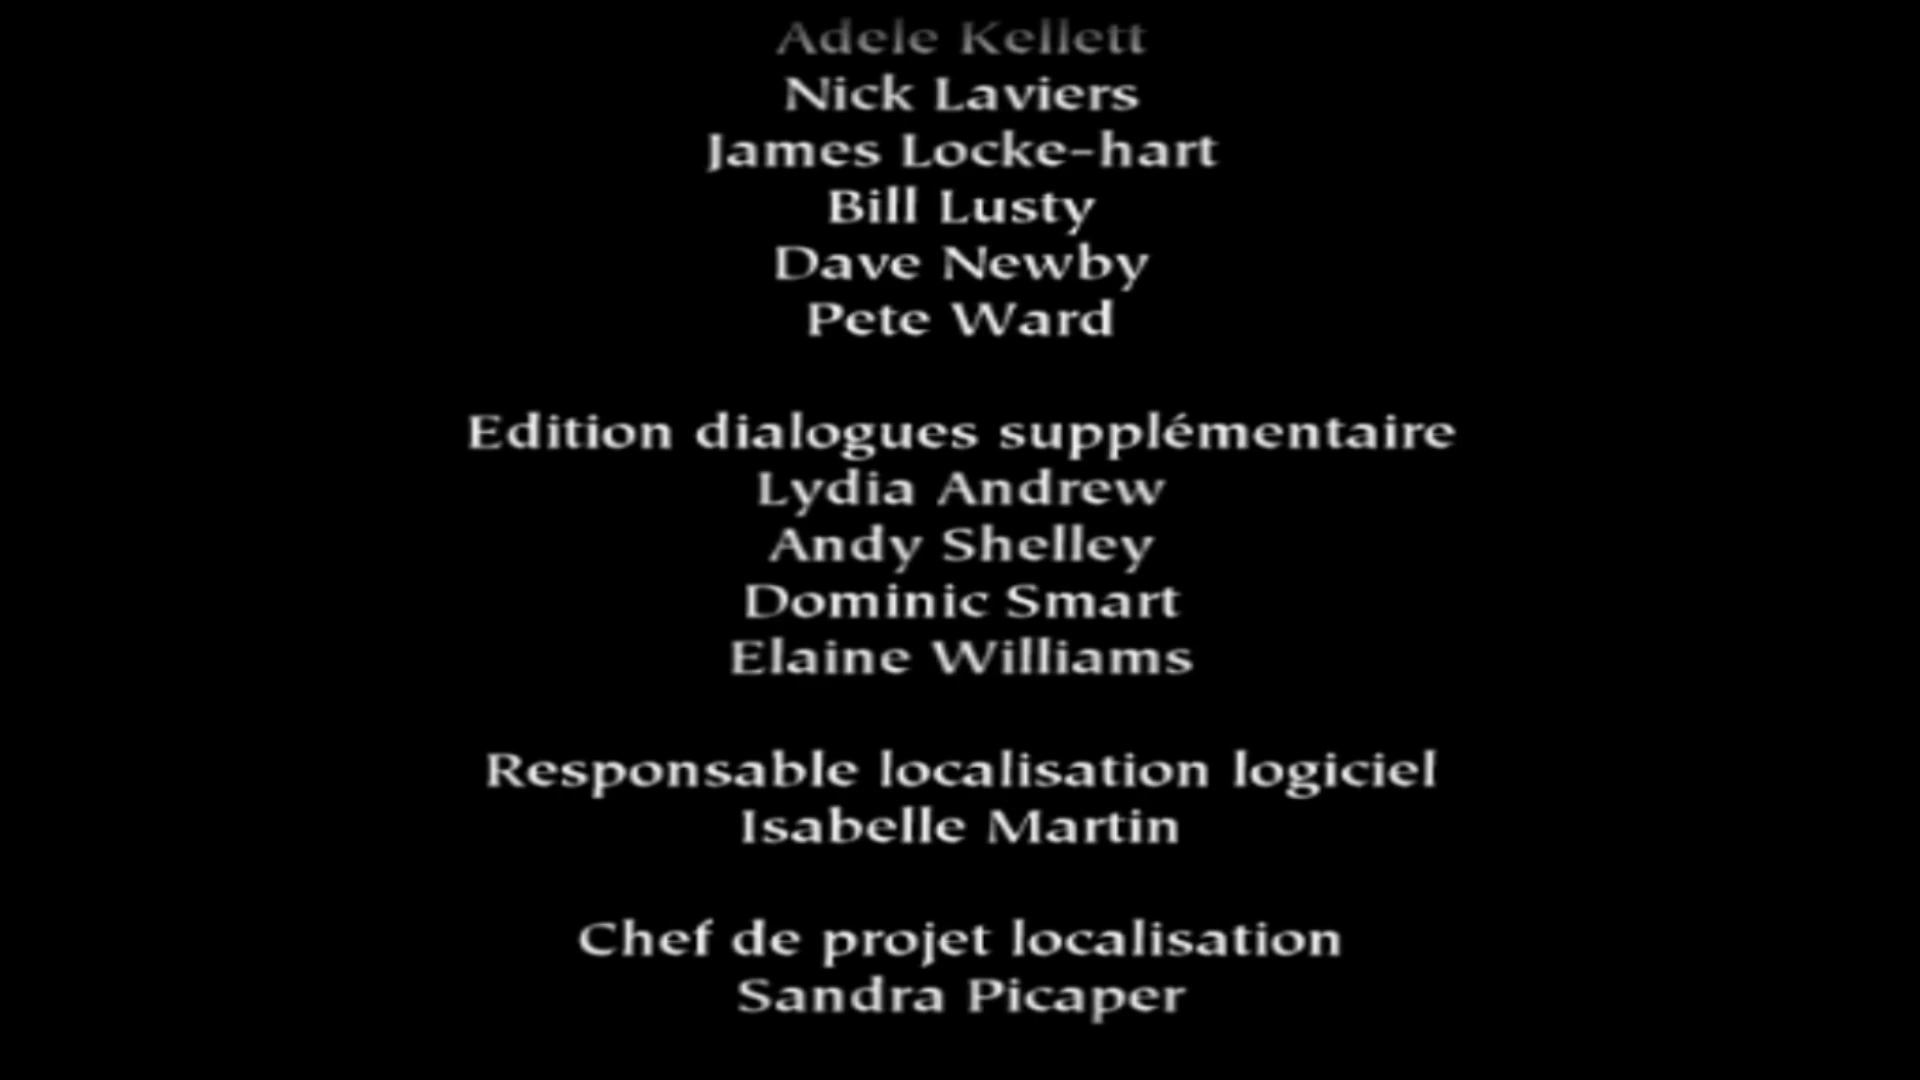 Adele Kellett
Nick Laviers
James Locke-hart
Bill Lusty
Dave Newby
Pete Ward
Edition dialogues supplémentaire
Lydia Andrew
Andy Shelley
Dominic Smart
Elaine Williams
Responsable localisation logiciel
Isabelle Martin
Chef de projet localisation
Sandra Picaper